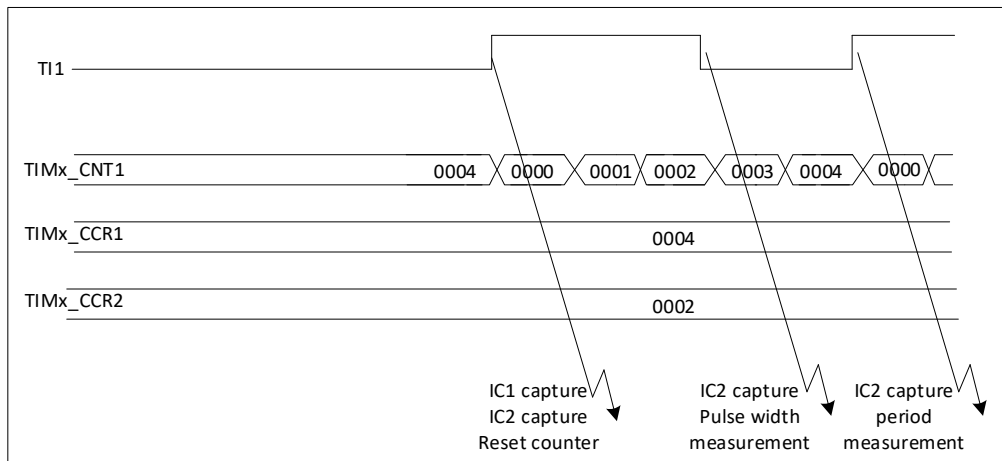 TI1
TIMx_CNT1 0004 0000 0001 0002 0003 0004 0000
TIMx_CCR1 0004
TIMx_CCR2 0002
IC1 capture
IC2 capture
Reset counter
IC2 capture
Pulse width
measurement
IC2 capture
period
measurement